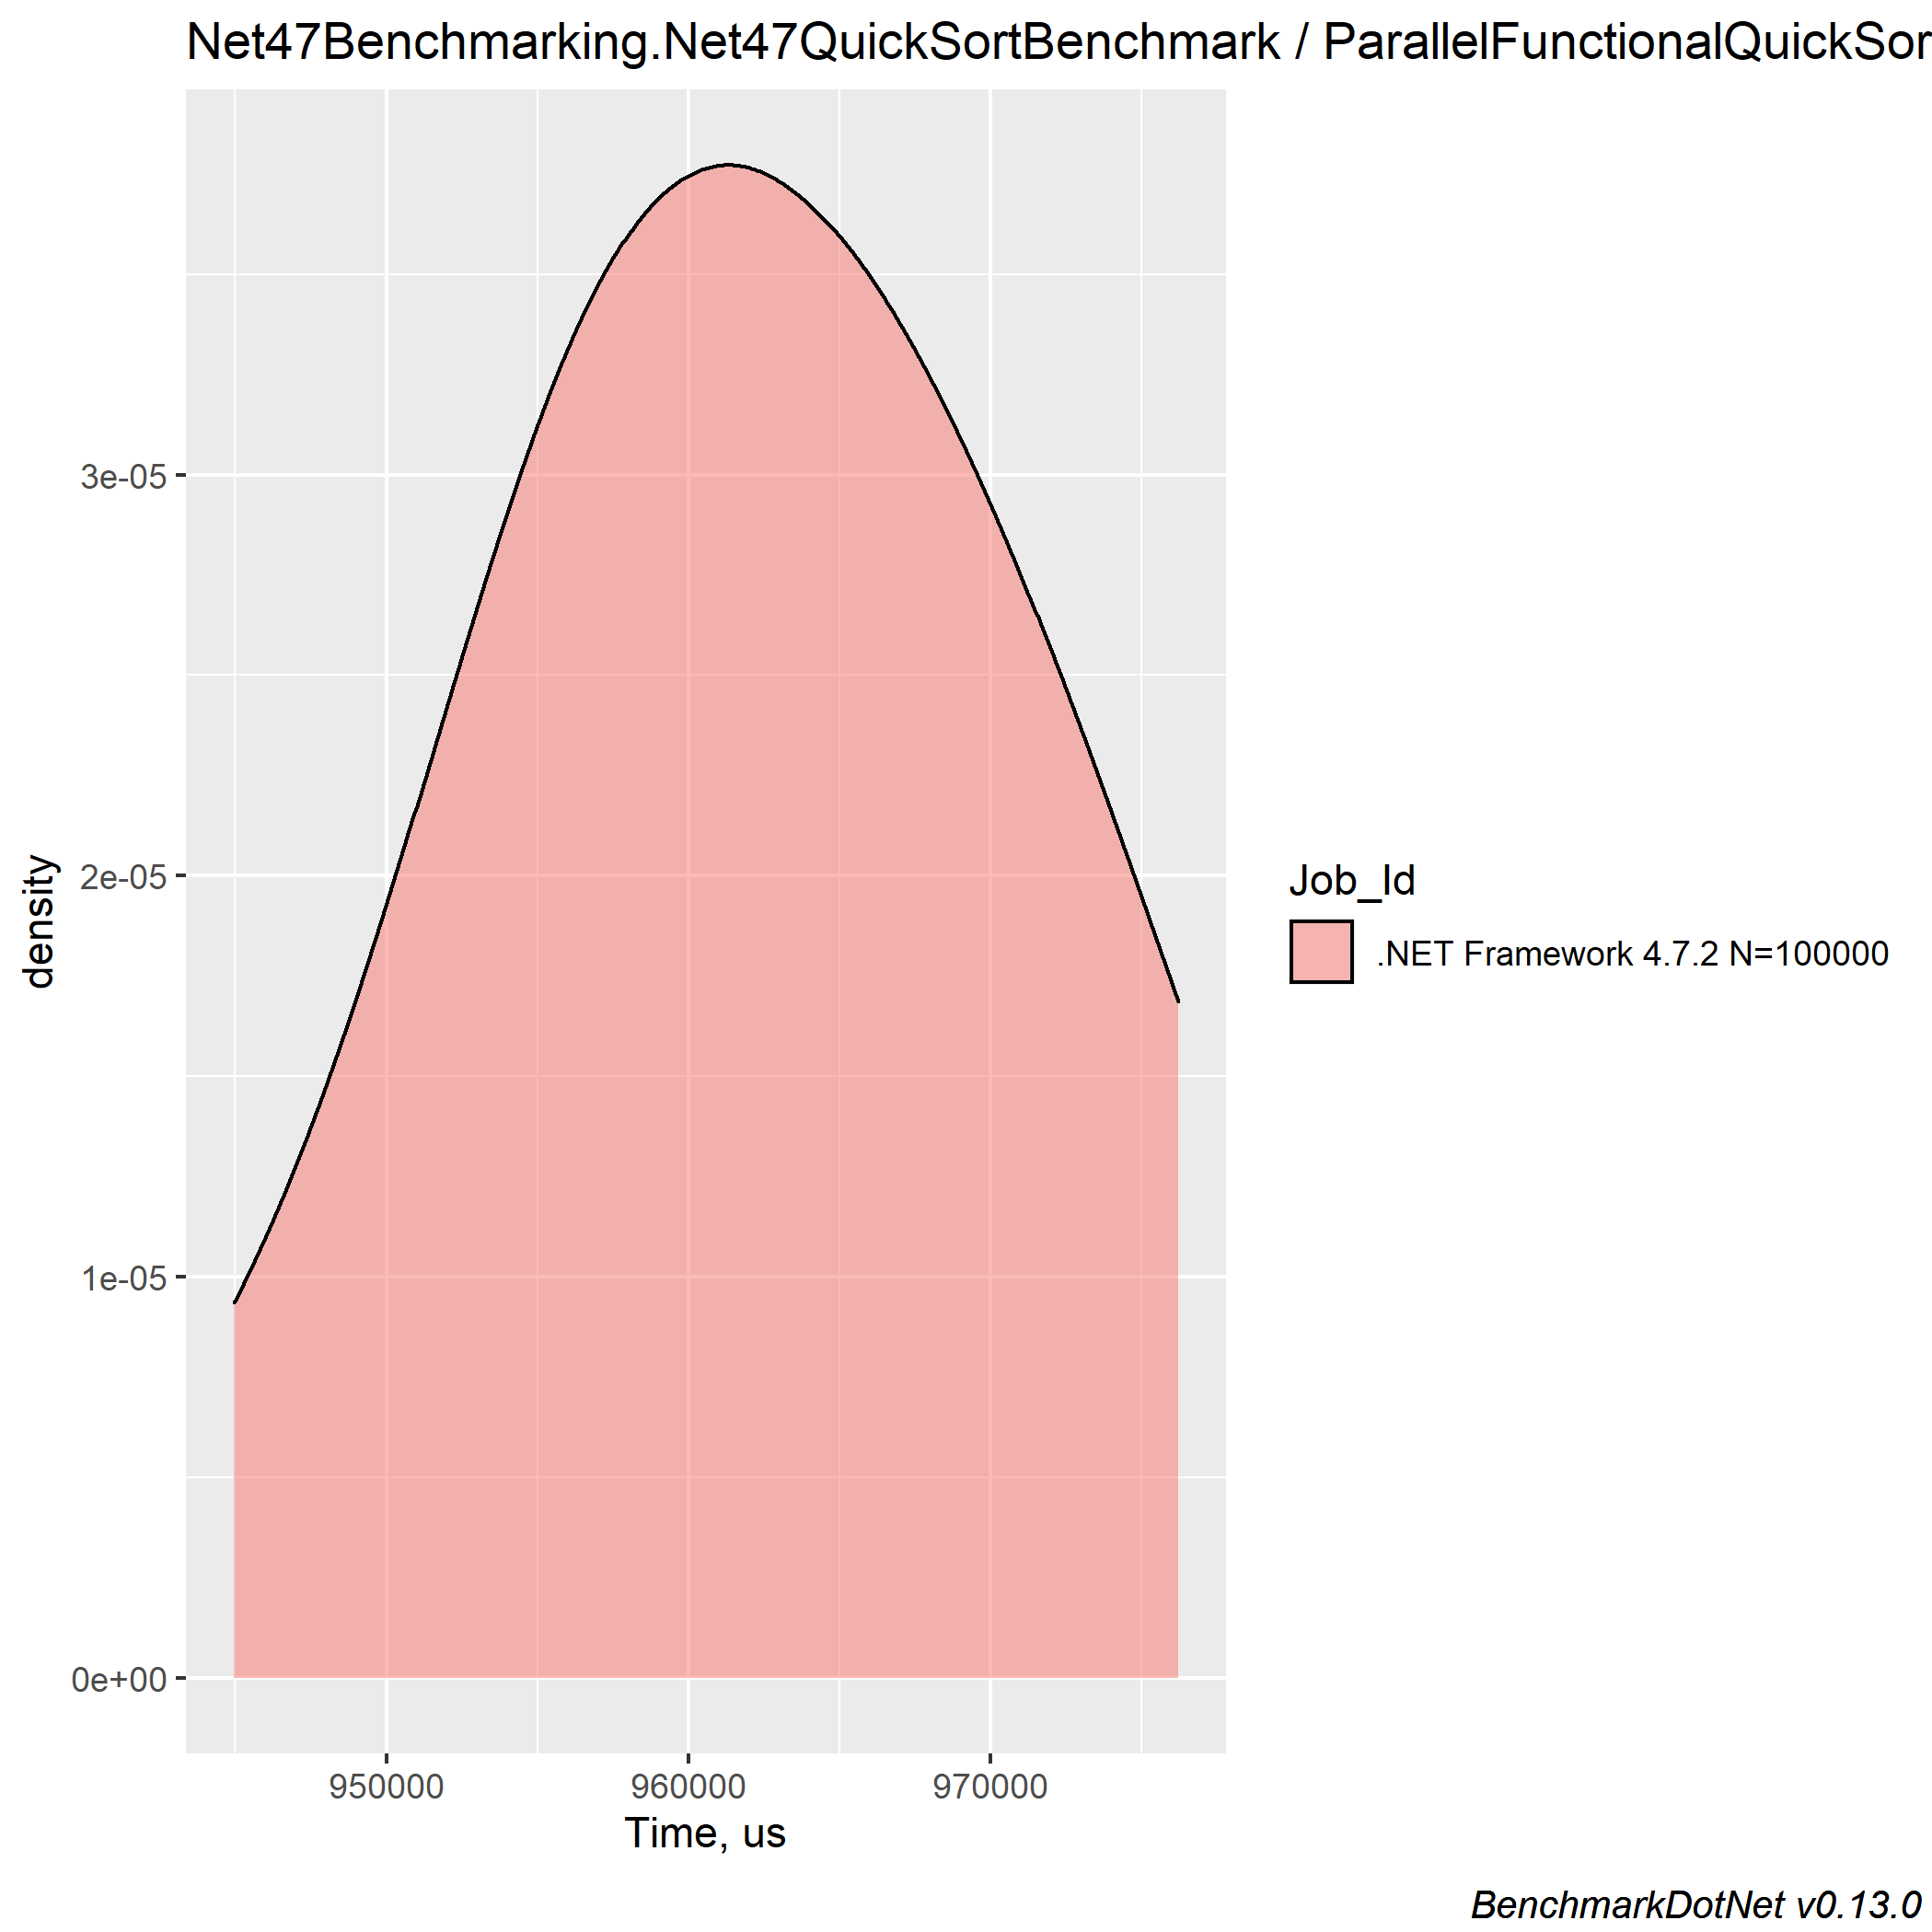 Net47Benchmarking.Net47QuickSortBenchmark / ParallelFunctionalQuickSor
3e-05
2e-05
1e-05
0e+00
density
950000 960000 970000
Time, us
Job_Id
.NET Framework 4.7.2 N=100000
BenchmarkDotNet v0.13.0